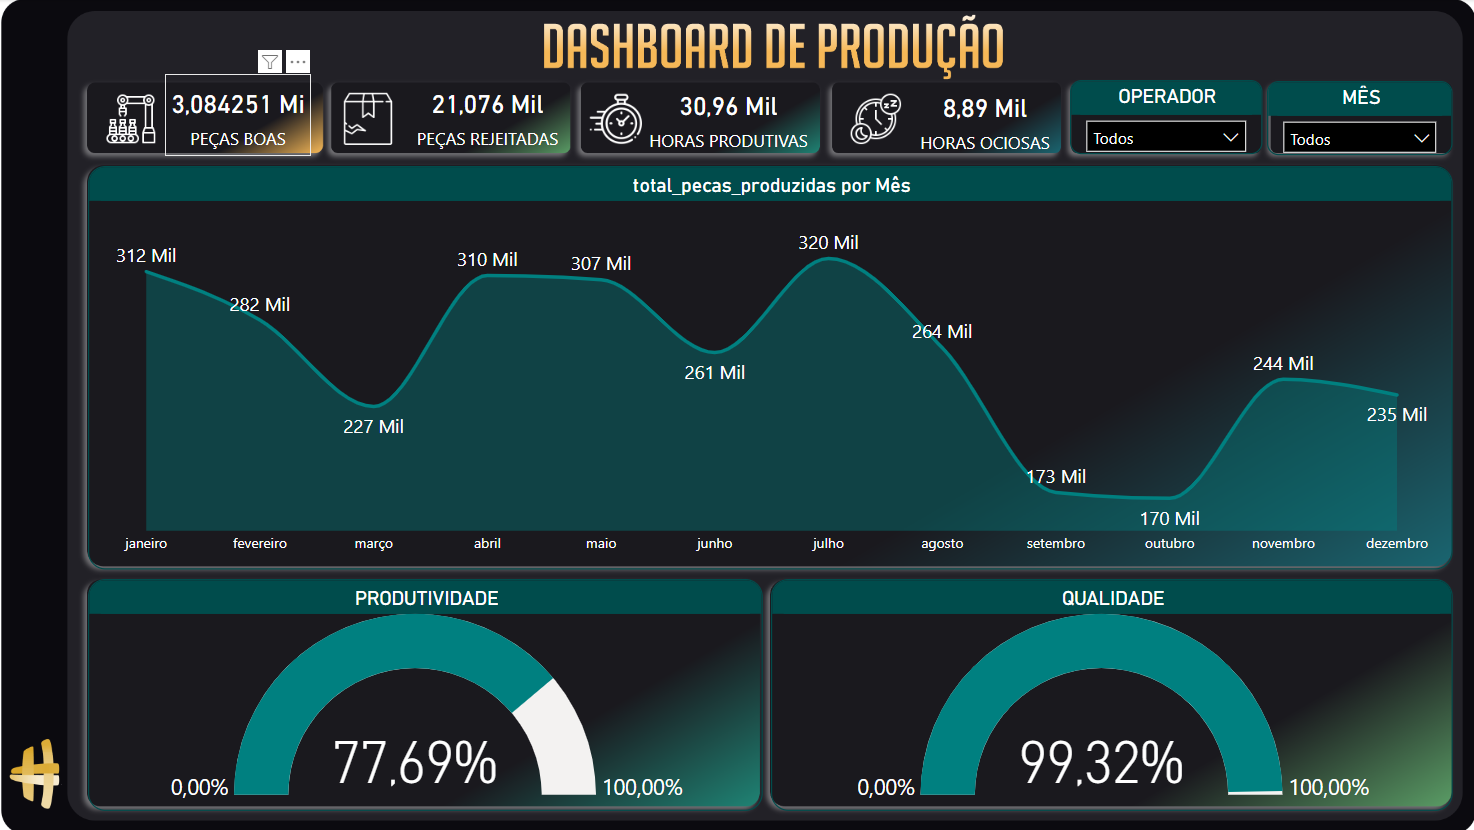 DASHBOARD DE PRODUÇÃO
3,084251 Mi
PEÇAS BOAS
21,076 Mil
PEÇAS REJEITADAS
30,96 Mil
HORAS PRODUTIVAS
8,89 Mil
HORAS OCIOSAS
OPERADOR
Todos
MÊS
Todos
total_pecas_produzidas por Mês
312 Mil
282 Mil
227 Mil
310 Mil
307 Mil
261 Mil
320 Mil
264 Mil
173 Mil
170 Mil
244 Mil
235 Mil
janeiro fevereiro março abril maio junho julho agosto setembro outubro novembro dezembro
PRODUTIVIDADE
77,69%
0,00%
100,00%
QUALIDADE
99,32%
0,00%
100,00%